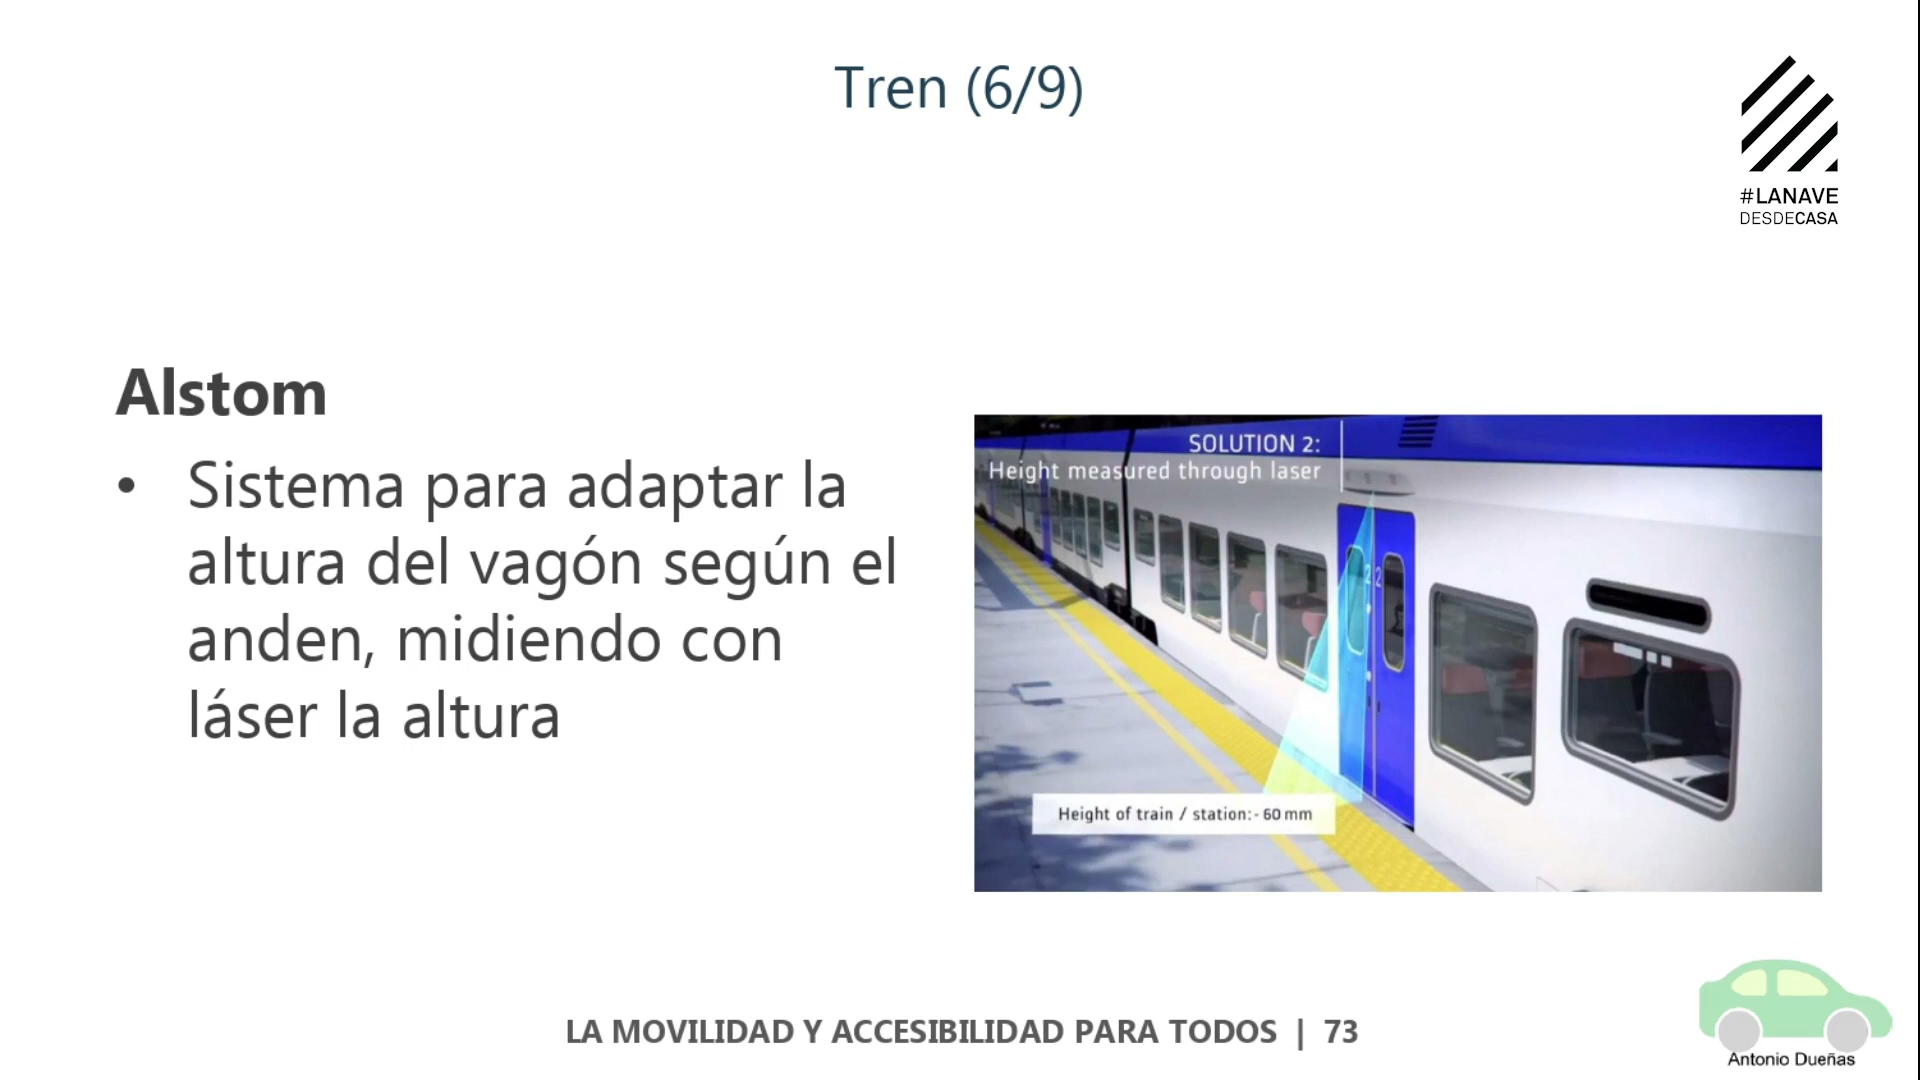 Tren (6/9)
#LANAVE
DESDECASA
Alstom
• Sistema para adaptar la
altura del vagón según el
anden, midiendo con
láser la altura
SOLUTION 2:
Height measured through laser
2 2
Height of train / station:- 60 mm
LA MOVILIDAD Y ACCESIBILIDAD PARA TODOS | 73
Antonio Dueñas